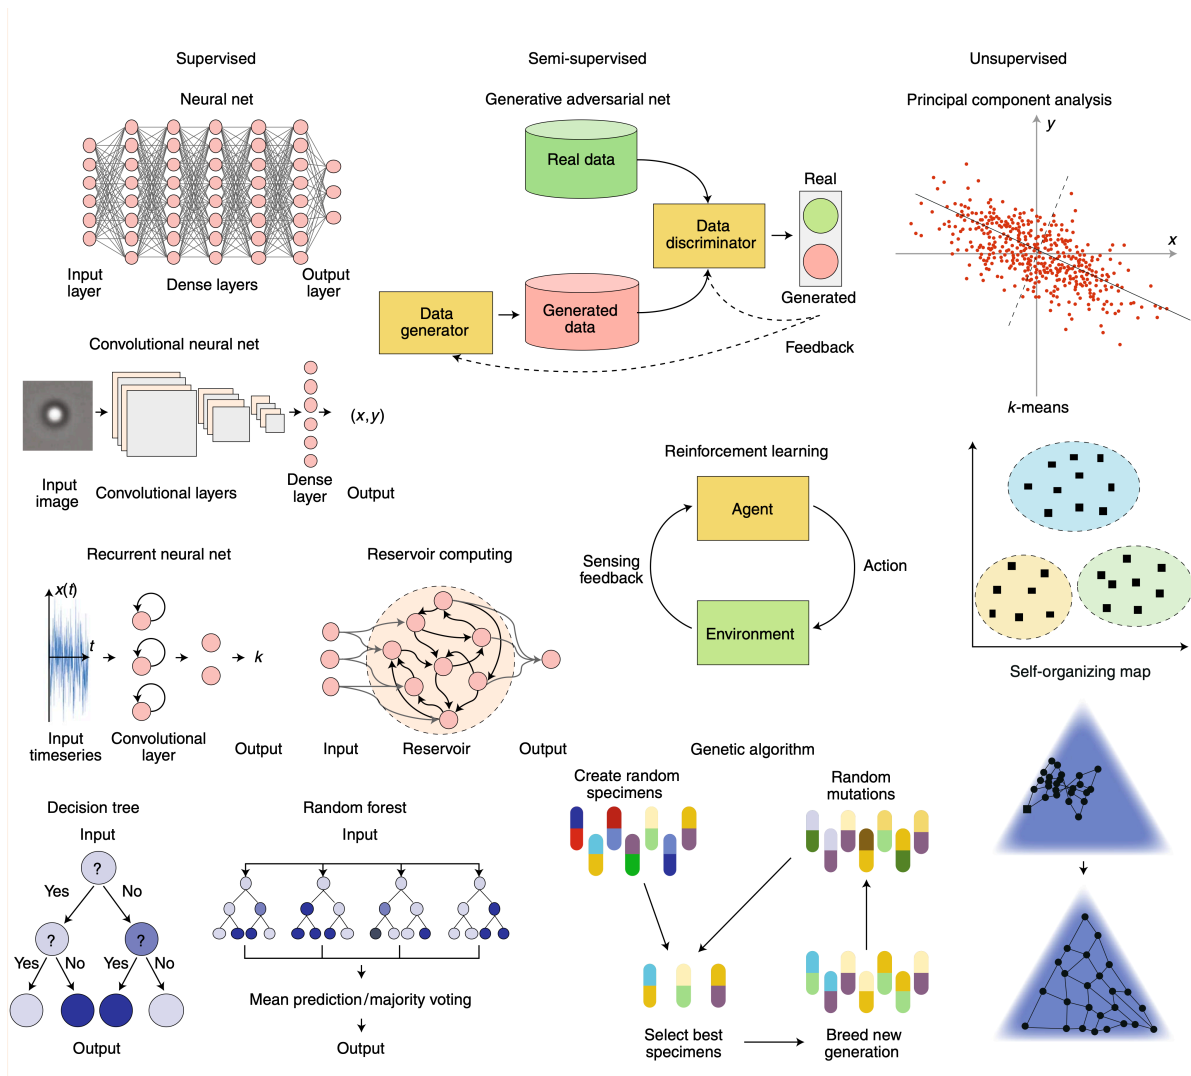 Supervised
Neural net
Input
layer
Dense layers
Output
layer
Convolutional neural net
(x,y)
Input
image
Convolutional layers
Dense
layer
Output
Recurrent neural net
x(t)
t
k
Input
timeseries
Convolutional
layer
Output
Reservoir computing
Input
Reservoir
Output
Decision tree
Input
?
Yes
No
?
?
Yes
No
Yes
No
Output
Random forest
Input
Mean prediction/majority voting
Output
Semi-supervised
Generative adversarial net
Real data
Data
discriminator
Real
Generated
Data
generator
Generated
data
Feedback
Reinforcement learning
Agent
Sensing
feedback
Action
Environment
Genetic algorithm
Create random
specimens
Random
mutations
Select best
specimens
Breed new
generation
Unsupervised
Principal component analysis
y
x
k-means
Self-organizing map